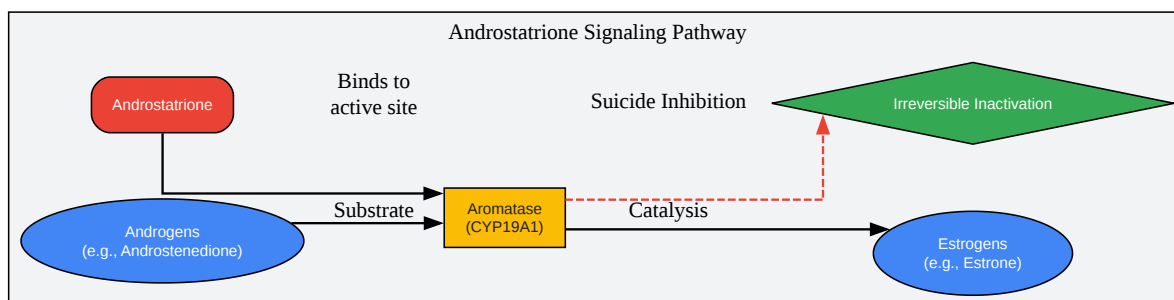 Androstatrione Signaling Pathway
Binds to
active site
Androstatrione
Suicide Inhibition
Irreversible Inactivation
Substrate
Aromatase
(CYP19A1)
Catalysis
Androgens
(e.g., Androstenedione)
Estrogens
(e.g., Estrone)